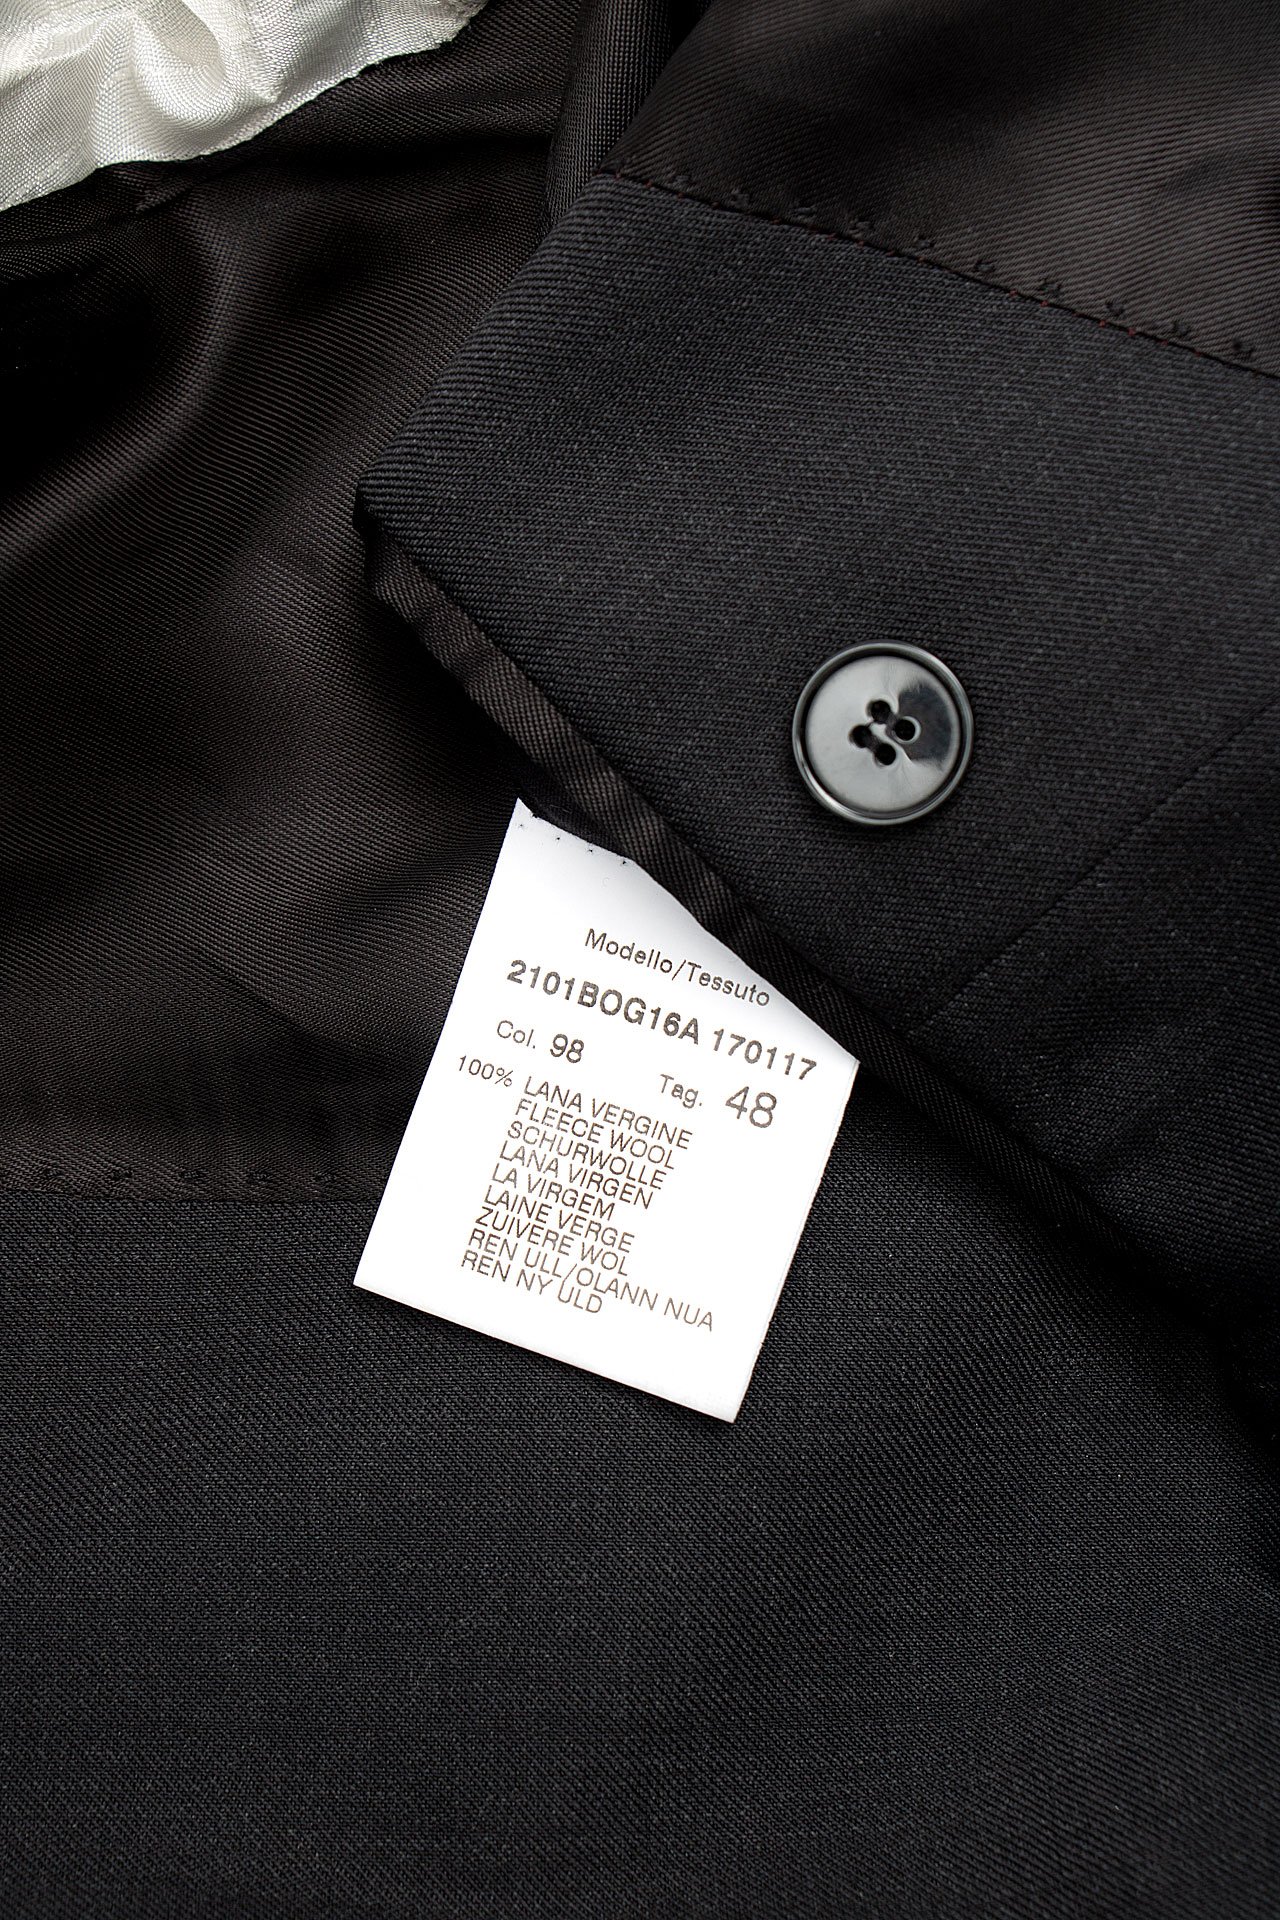 Modello/Tessuto
2101BOG16A 170117
Col. 98 Tag. 48
100% LANA VERGINE
FLEECE WOOL
SCHURWOLLE
LANA VIRGEN
LA VIRGEM
LAINE VERGE
ZUIVERE WOL
REN ULL/OLANN NUA
REN NY ULD